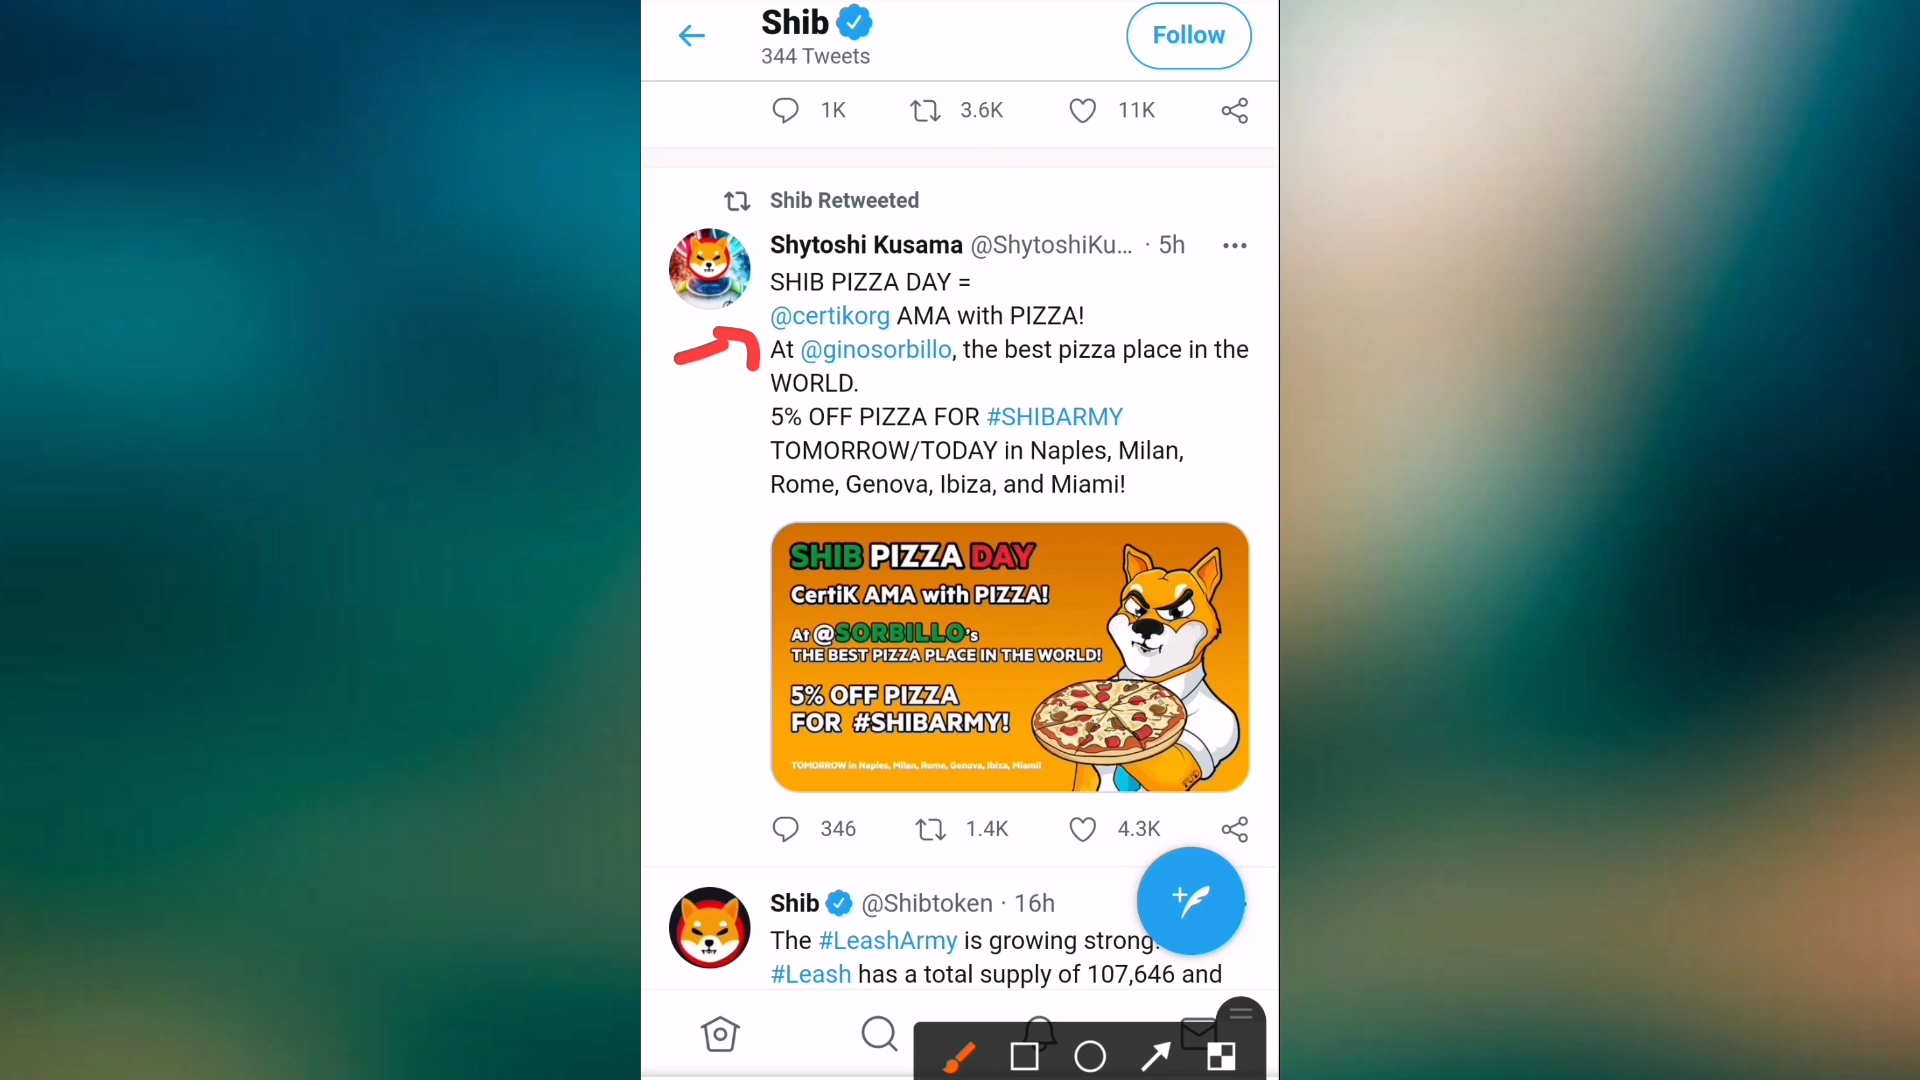 Shib
344 Tweets
Follow
1K 3.6K 11K
Shib Retweeted
Shytoshi Kusama @ShytoshiKu... · 5h
SHIB PIZZA DAY =
@certikorg AMA with PIZZA!
At @ginosorbillo, the best pizza place in the
WORLD.
5% OFF PIZZA FOR #SHIBARMY
TOMORROW/TODAY in Naples, Milan,
Rome, Genova, Ibiza, and Miami!
SHIB PIZZA DAY
CertiK AMA with PIZZA!
At @SORBILLO's
THE BEST PIZZA PLACE IN THE WORLD!
5% OFF PIZZA
FOR #SHIBARMY!
TOMORROW in Naples, Milan, Rome, Genova, Ibiza, Miami!
346 1.4K 4.3K
Shib @Shibtoken · 16h
The #LeashArmy is growing strong!
#Leash has a total supply of 107,646 and